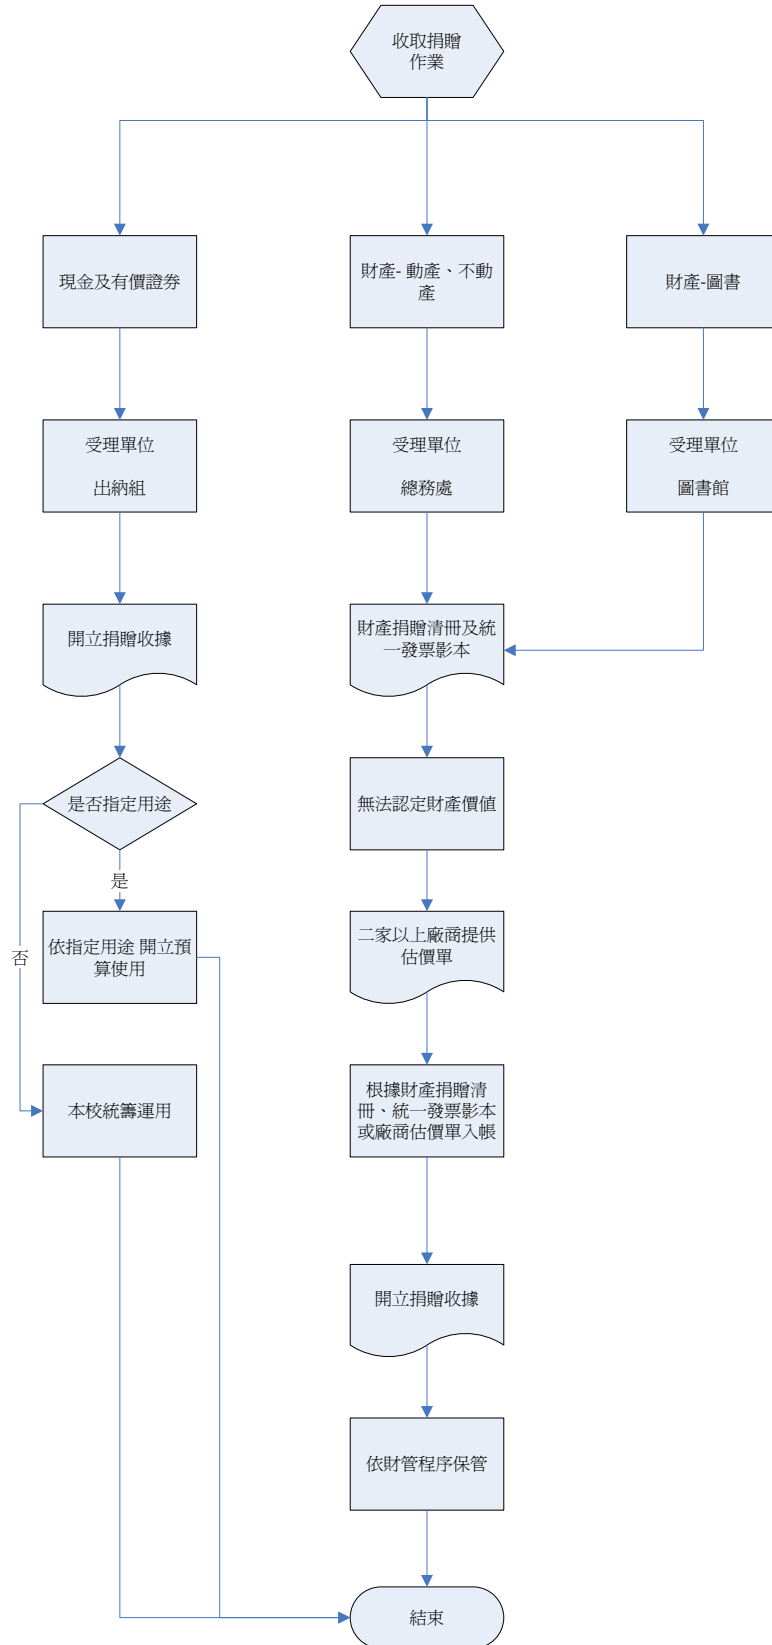 收取捐贈
作業
現金及有價證券
財產- 動產、不動
產
財產-圖書
受理單位
出納組
受理單位
總務處
受理單位
圖書館
開立捐贈收據
財產捐贈清冊及統
一發票影本
是否指定用途
無法認定財產價值
是
否
依指定用途 開立預
算使用
二家以上廠商提供
估價單
本校統籌運用
根據財產捐贈清
冊、統一發票影本
或廠商估價單入帳
開立捐贈收據
依財管程序保管
結束